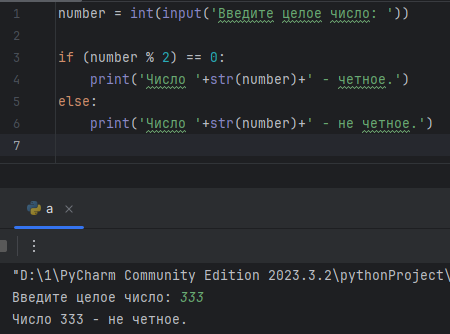 1 number = int(input('Введите целое число: '))
2
3 if (number % 2) == 0:
4 print('Число '+str(number)+' - четное.')
5 else:
6 print('Число '+str(number)+' - не четное.')
7
a
"D:\1\PyCharm Community Edition 2023.3.2\pythonProject\
Введите целое число: 333
Число 333 - не четное.